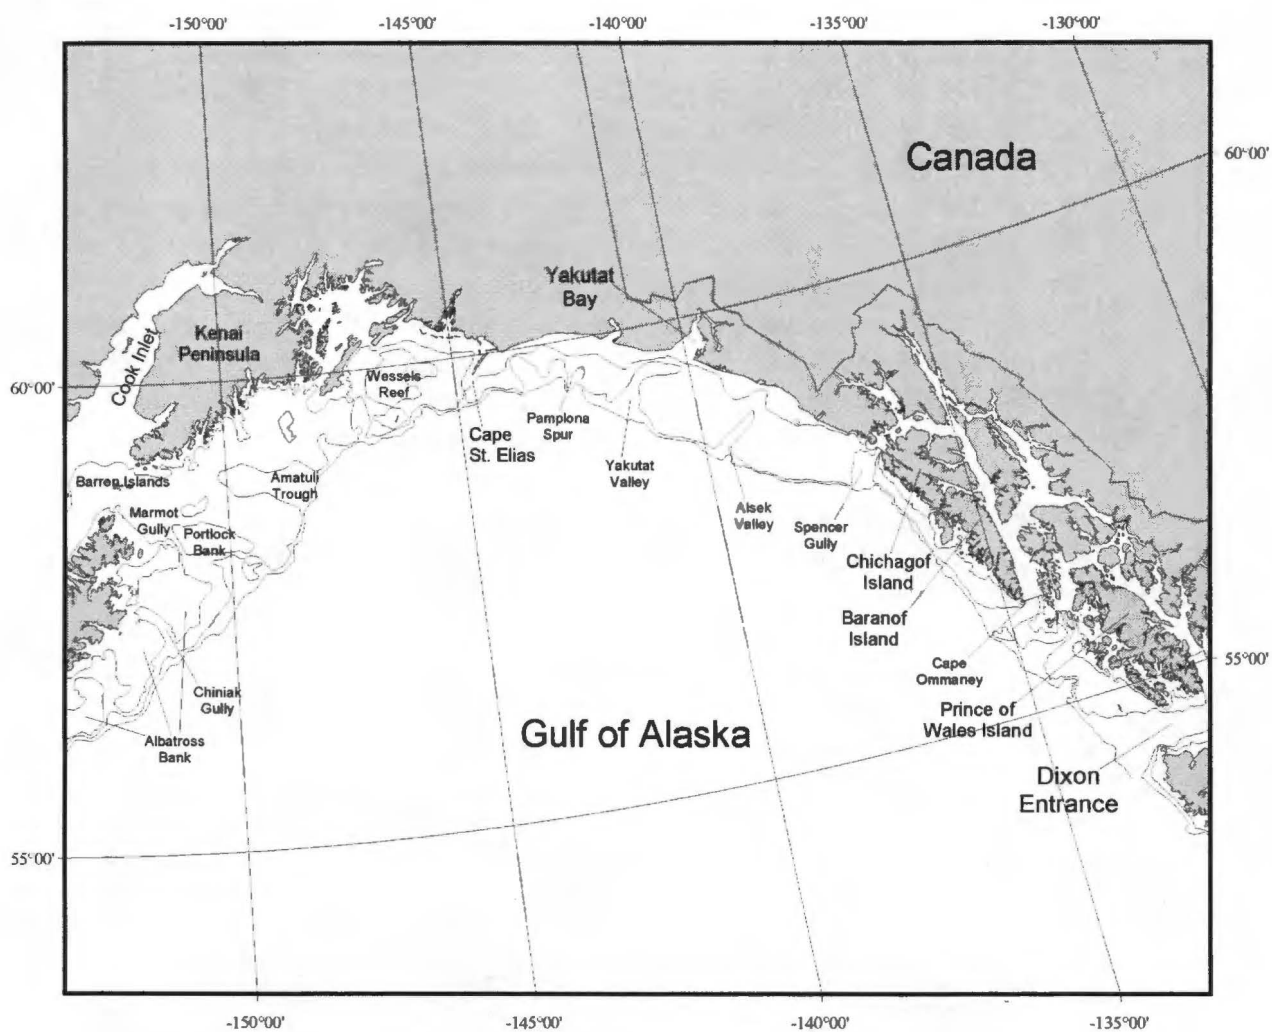 -150°00'
-145°00'
-140°00'
-135°00'
-130°00'
Canada
60°00'
Yakutat
Bay
Cook Inlet
Kenai
Peninsula
60°00'
Wessels
Reef
Pamplona
Spur
Cape
St. Elias
Yakutat
Valley
Barren Islands
Amatuli
Trough
Marmot
Gully
Portlock
Bank
Alsek
Valley
Spencer
Gully
Chichagof
Island
Baranof
Island
Cape
Ommaney
55°00'
Chiniak
Gully
Prince of
Wales Island
Albatross
Bank
Gulf of Alaska
Dixon
Entrance
55°00'
-150°00'
-145°00'
-140°00'
-135°00'